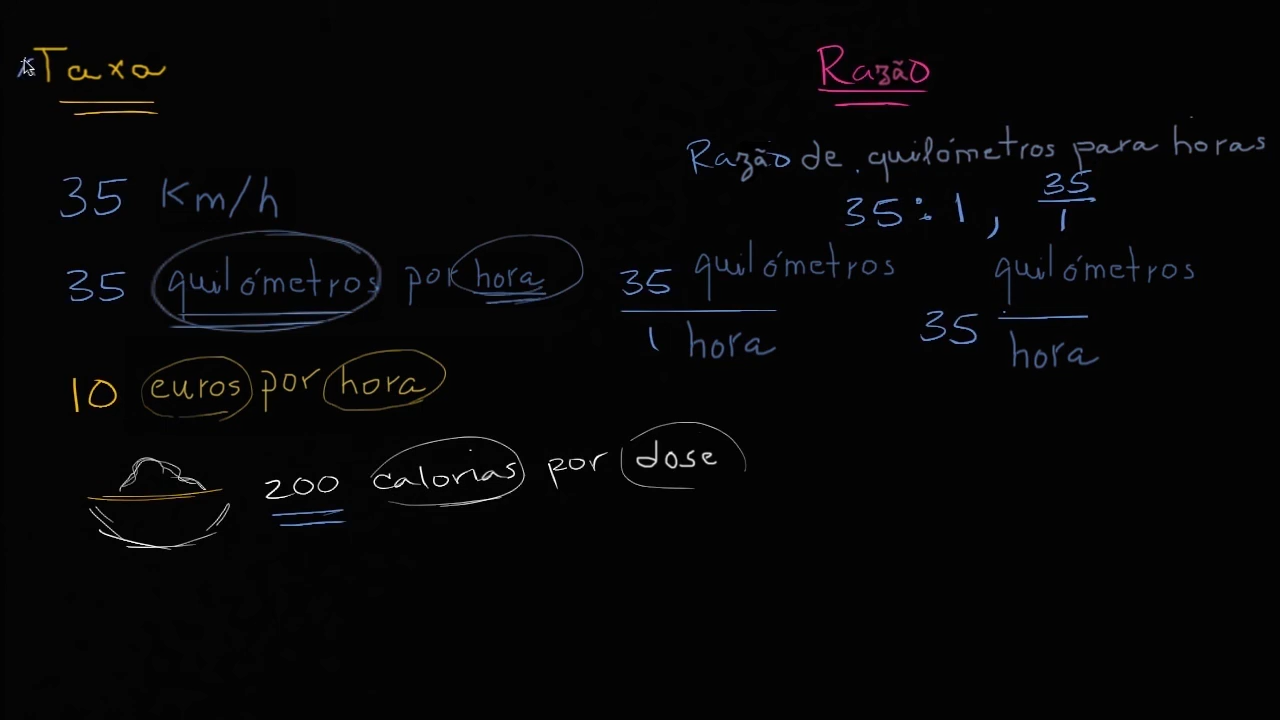 Taxa
Razão
Razão de quilómetros para horas
35 : 1 , 35/1
35 Km/h
35 quilómetros por hora
35 quilómetros
1 hora
35 quilómetros
hora
10 euros por hora
200 calorias por dose